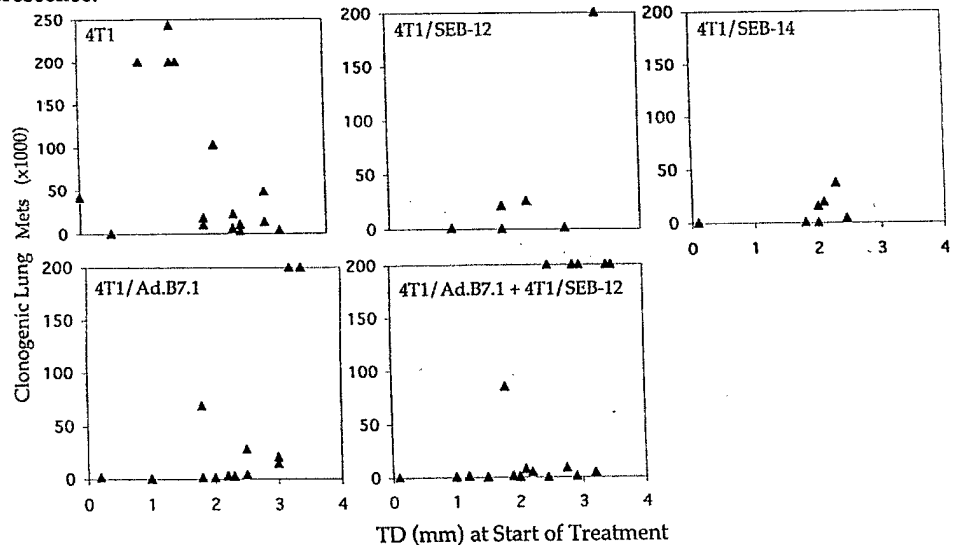 4T1
4T1/SEB-12
4T1/SEB-14
250
200
150
100
50
0
200
150
100
50
0
200
150
100
50
0
0 1 2 3 4
Clonogenic Lung Mets (x1000)
4T1/Ad.B7.1
4T1/Ad.B7.1 + 4T1/SEB-12
200
150
100
50
0
200
150
100
50
0
0 1 2 3 4
0 1 2 3 4
TD (mm) at Start of Treatment